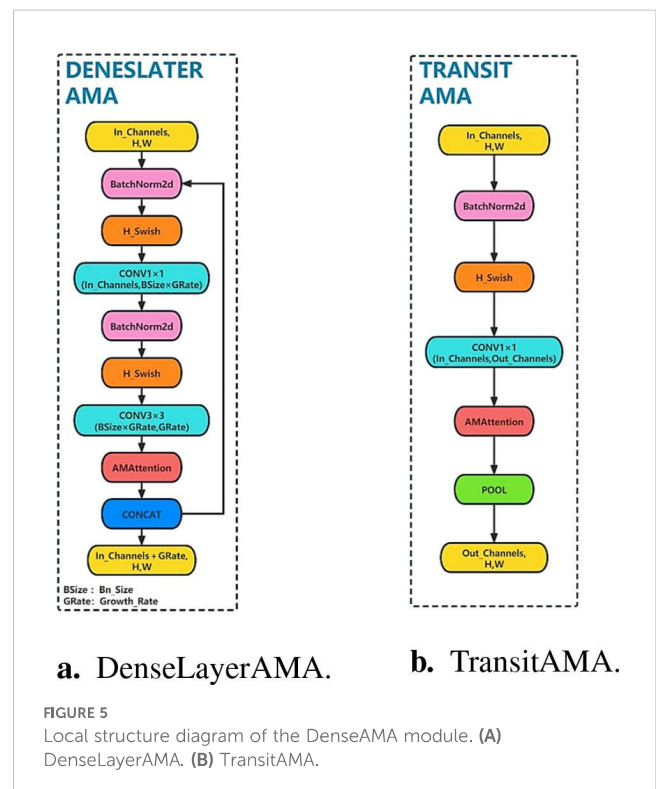 DENESLATER
AMA
In_Channels,
H,W
BatchNorm2d
H_Swish
CONV1×1
(In_Channels,BSize×GRate)
BatchNorm2d
H_Swish
CONV3×3
(BSize×GRate,GRate)
AMAttention
CONCAT
In_Channels+GRate,
H,W
BSize : Bn_Size
GRate: Growth_Rate
TRANSIT
AMA
In_Channels,
H,W
BatchNorm2d
H_Swish
CONV1×1
(In_Channels,Out_Channels)
AMAttention
POOL
Out_Channels,
H,W
a. DenseLayerAMA.
b. TransitAMA.
FIGURE 5
Local structure diagram of the DenseAMA module. (A)
DenseLayerAMA. (B) TransitAMA.